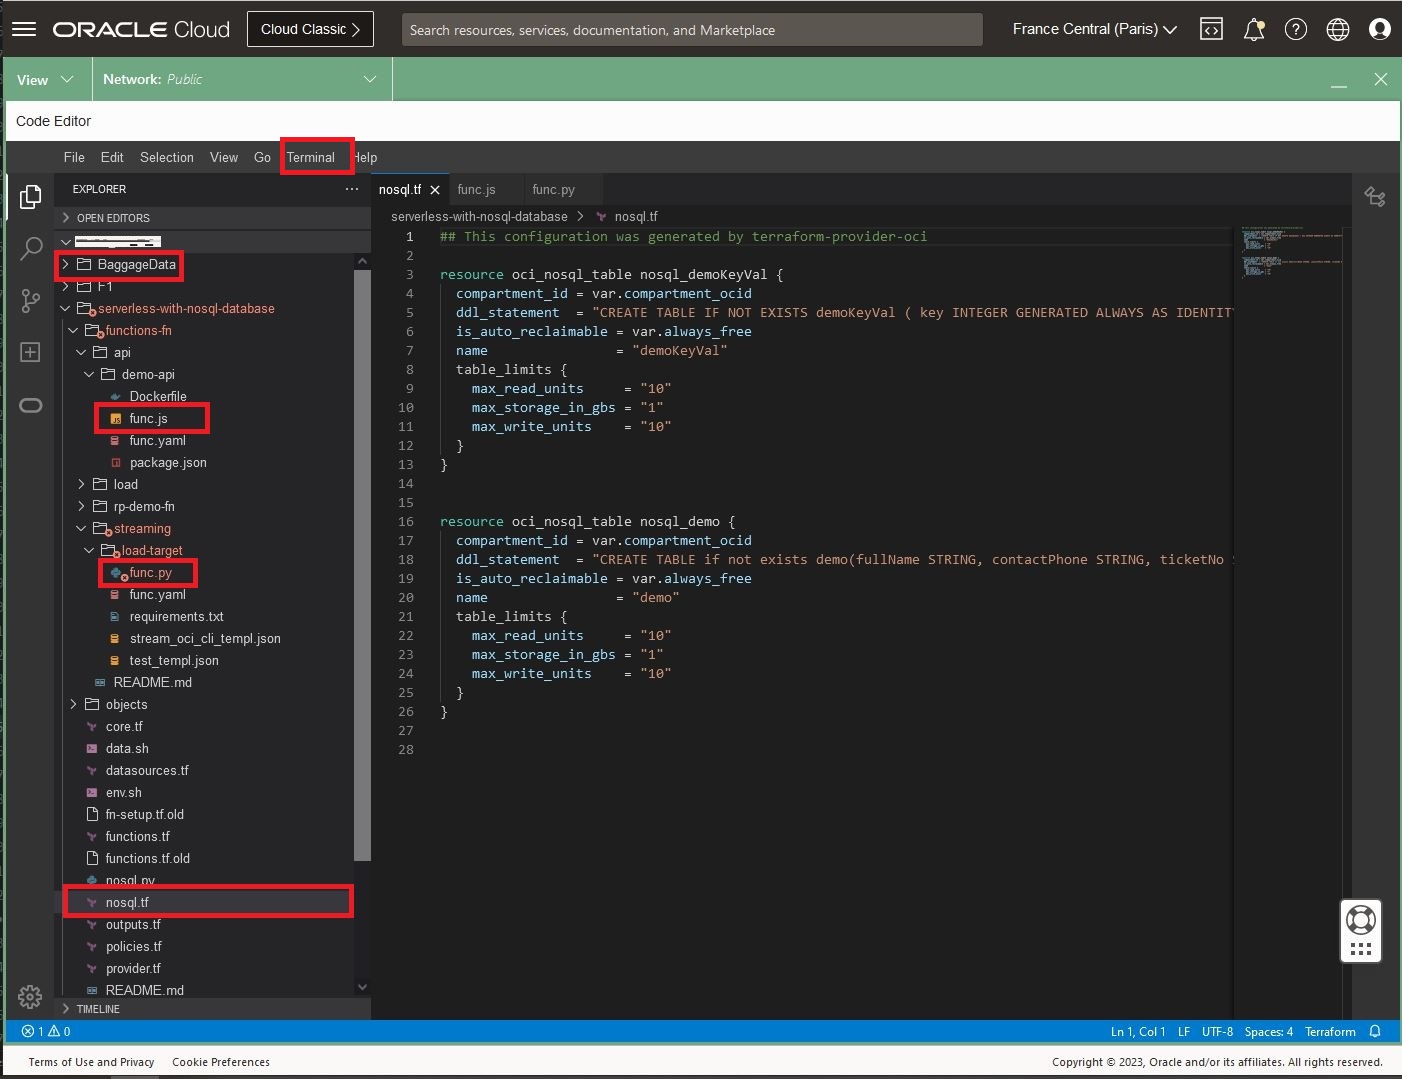 ORACLE Cloud
Cloud Classic
Search resources, services, documentation, and Marketplace
France Central (Paris)
View
Network: Public
Code Editor
File Edit Selection View Go Terminal Help
EXPLORER
OPEN EDITORS
BaggageData
F1
serverless-with-nosql-database
functions-fn
api
demo-api
Dockerfile
func.js
func.yaml
package.json
load
rp-demo-fn
streaming
load-target
func.py
func.yaml
requirements.txt
stream_oci_cli_templ.json
test_templ.json
README.md
objects
core.tf
data.sh
datasources.tf
env.sh
fn-setup.tf.old
functions.tf
functions.tf.old
nosql.py
nosql.tf
outputs.tf
policies.tf
provider.tf
README.md
TIMELINE
nosql.tf func.js func.py
serverless-with-nosql-database > nosql.tf
1 ## This configuration was generated by terraform-provider-oci
2
3 resource oci_nosql_table nosql_demoKeyVal {
4 compartment_id = var.compartment_ocid
5 ddl_statement = "CREATE TABLE IF NOT EXISTS demoKeyVal ( key INTEGER GENERATED ALWAYS AS IDENTITY
6 is_auto_reclaimable = var.always_free
7 name = "demoKeyVal"
8 table_limits {
9 max_read_units = "10"
10 max_storage_in_gbs = "1"
11 max_write_units = "10"
12 }
13 }
14
15
16 resource oci_nosql_table nosql_demo {
17 compartment_id = var.compartment_ocid
18 ddl_statement = "CREATE TABLE if not exists demo(fullName STRING, contactPhone STRING, ticketNo
19 is_auto_reclaimable = var.always_free
20 name = "demo"
21 table_limits {
22 max_read_units = "10"
23 max_storage_in_gbs = "1"
24 max_write_units = "10"
25 }
26 }
27
28
1 0
Ln 1, Col 1 LF UTF-8 Spaces: 4 Terraform
Terms of Use and Privacy Cookie Preferences
Copyright © 2023, Oracle and/or its affiliates. All rights reserved.